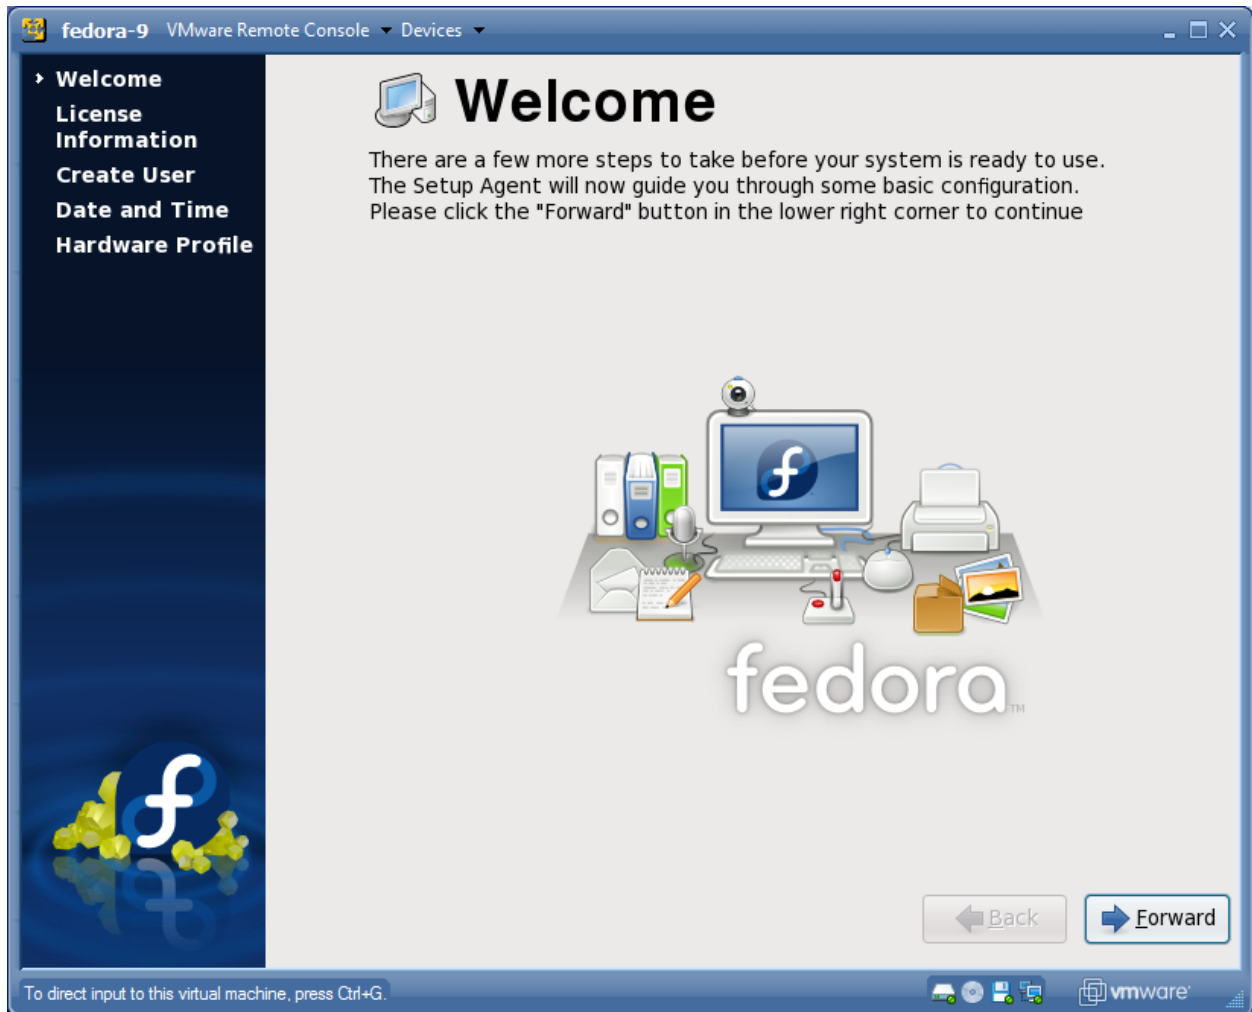 fedora-9 VMware Remote Console Devices
Welcome
License
Information
Create User
Date and Time
Hardware Profile
Welcome
There are a few more steps to take before your system is ready to use.
The Setup Agent will now guide you through some basic configuration.
Please click the "Forward" button in the lower right corner to continue
fedora™
Back
Forward
To direct input to this virtual machine, press Ctrl+G.
vmware